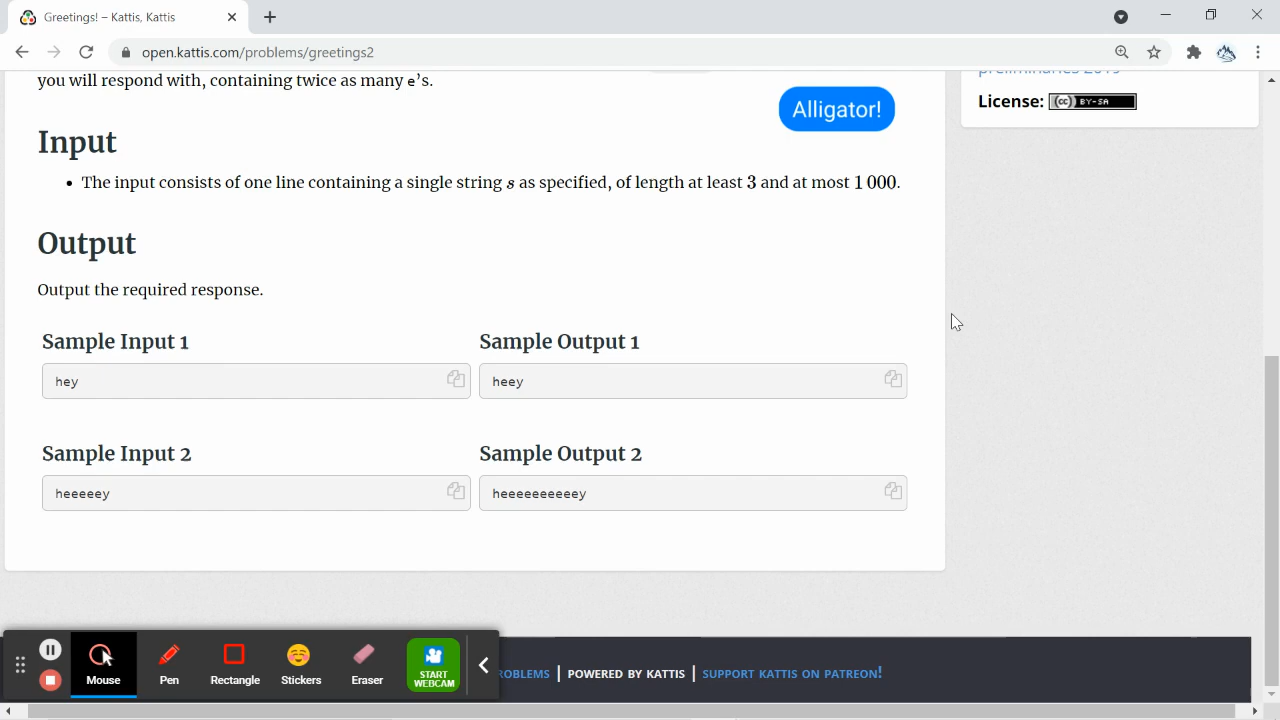 Greetings! – Kattis, Kattis
open.kattis.com/problems/greetings2
you will respond with, containing twice as many e's.
Alligator!
License: (cc) BY-SA
Input
• The input consists of one line containing a single string s as specified, of length at least 3 and at most 1 000.
Output
Output the required response.
Sample Input 1
Sample Output 1
hey
heey
Sample Input 2
Sample Output 2
heeeeey
heeeeeeeeeey
ROBLEMS | POWERED BY KATTIS | SUPPORT KATTIS ON PATREON!
Mouse
Pen
Rectangle
Stickers
Eraser
START
WEBCAM